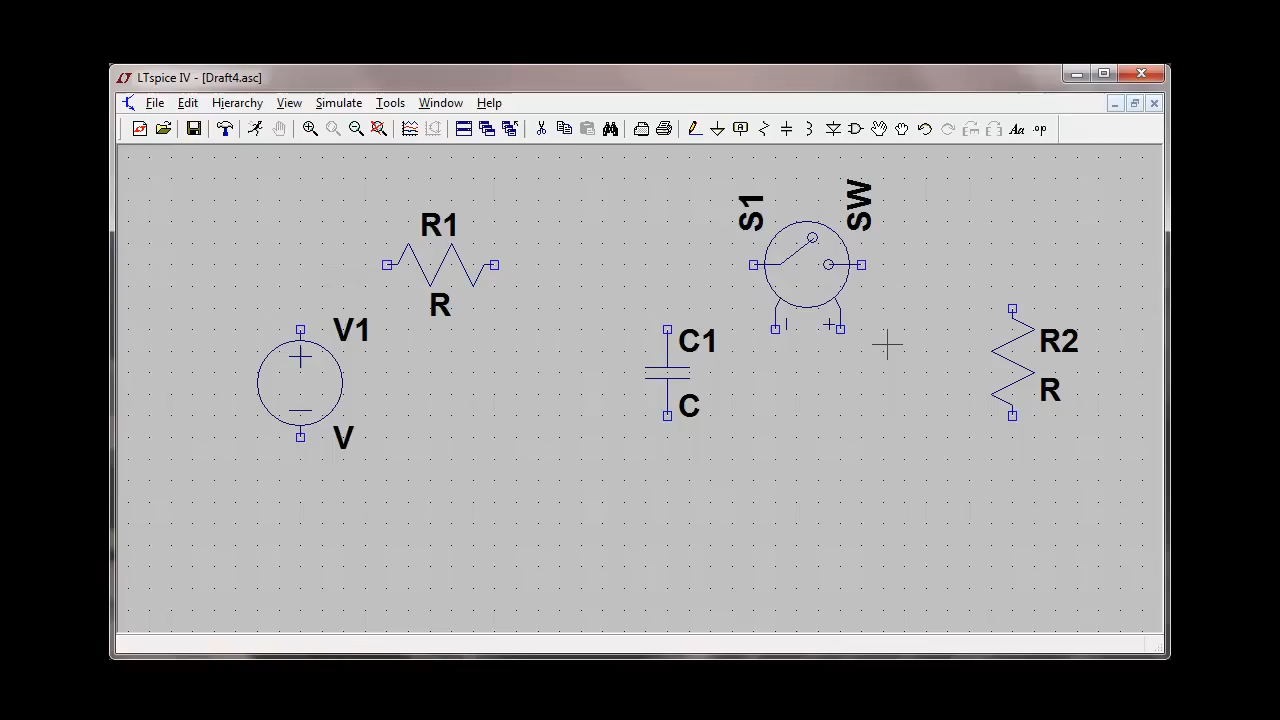 LTspice IV - [Draft4.asc]
File Edit Hierarchy View Simulate Tools Window Help
Aa .op
S1 SW
R1
R
V1
V
C1
C
R2
R